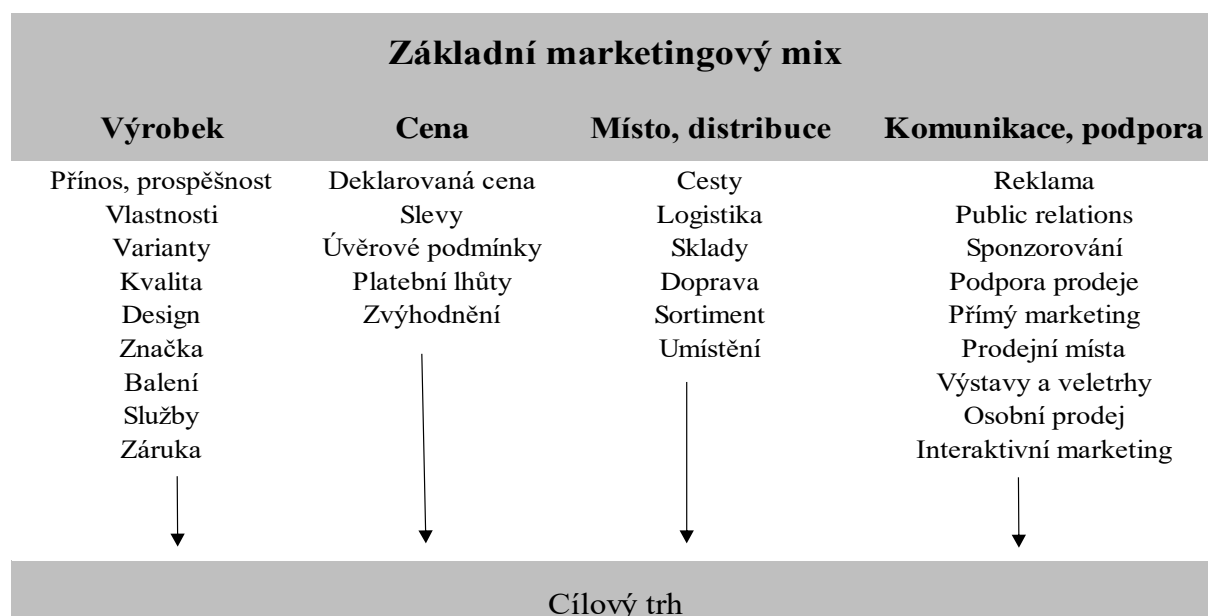 Základní marketingový mix
Výrobek Cena Místo, distribuce Komunikace, podpora
Přínos, prospěšnost Deklarovaná cena Cesty Reklama
Vlastnosti Slevy Logistika Public relations
Varianty Úvěrové podmínky Sklady Sponzorování
Kvalita Platební lhůty Doprava Podpora prodeje
Design Zvýhodnění Sortiment Přímý marketing
Značka Umístění Prodejní místa
Balení Výstavy a veletrhy
Služby Osobní prodej
Záruka Interaktivní marketing
Cílový trh